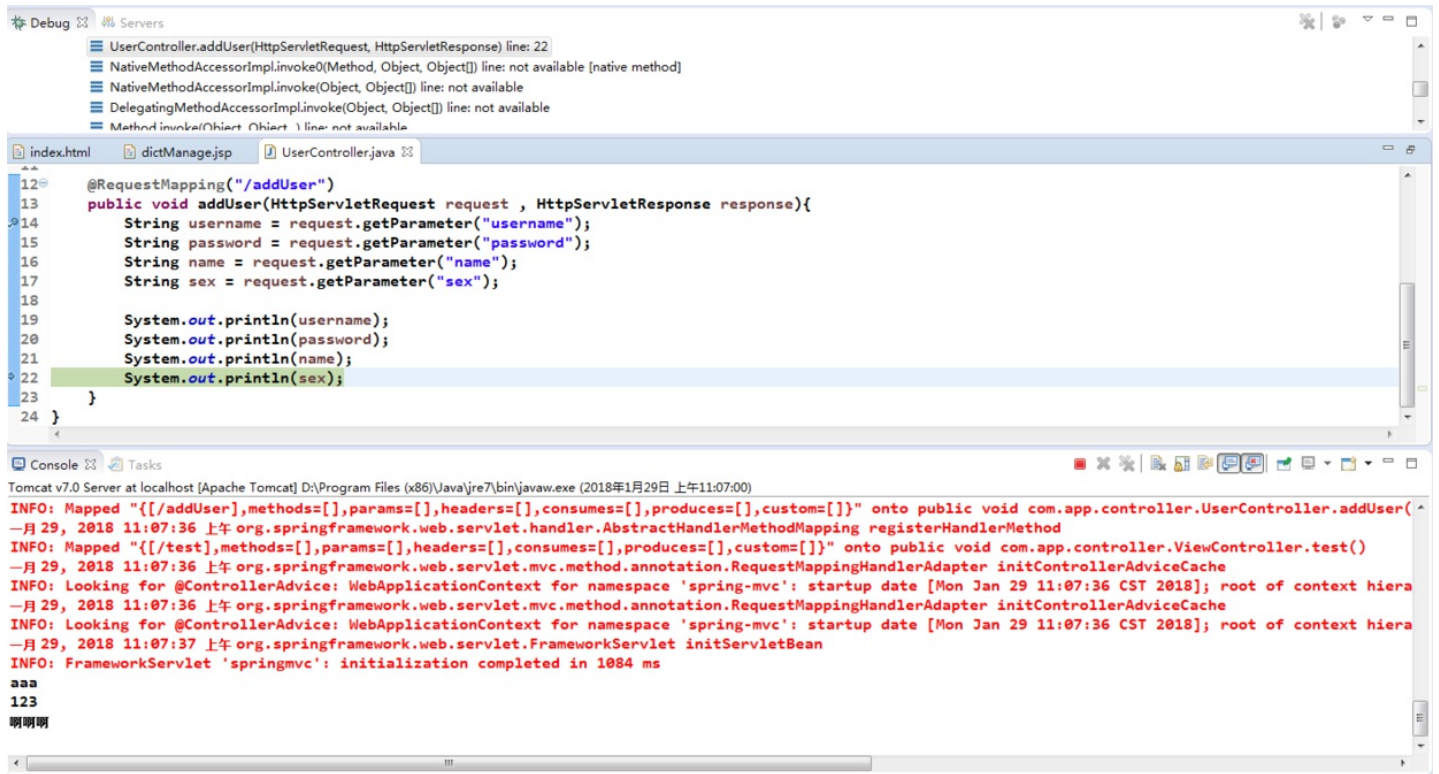 Debug Servers
UserController.addUser(HttpServletRequest, HttpServletResponse) line: 22
NativeMethodAccessorImpl.invoke0(Method, Object, Object[]) line: not available [native method]
NativeMethodAccessorImpl.invoke(Object, Object[]) line: not available
DelegatingMethodAccessorImpl.invoke(Object, Object[]) line: not available
Method.invoke(Object, Object...) line: not available
index.html dictManage.jsp UserController.java
11
12 @RequestMapping("/addUser")
13 public void addUser(HttpServletRequest request , HttpServletResponse response){
14 String username = request.getParameter("username");
15 String password = request.getParameter("password");
16 String name = request.getParameter("name");
17 String sex = request.getParameter("sex");
18
19 System.out.println(username);
20 System.out.println(password);
21 System.out.println(name);
22 System.out.println(sex);
23 }
24 }
Console Tasks
Tomcat v7.0 Server at localhost [Apache Tomcat] D:\Program Files (x86)\Java\jre7\bin\javaw.exe (2018年1月29日 上午11:07:00)
INFO: Mapped "{[/addUser],methods=[],params=[],headers=[],consumes=[],produces=[],custom=[]}" onto public void com.app.controller.UserController.addUser(
一月 29, 2018 11:07:36 上午 org.springframework.web.servlet.handler.AbstractHandlerMethodMapping registerHandlerMethod
INFO: Mapped "{[/test],methods=[],params=[],headers=[],consumes=[],produces=[],custom=[]}" onto public void com.app.controller.ViewController.test()
一月 29, 2018 11:07:36 上午 org.springframework.web.servlet.mvc.method.annotation.RequestMappingHandlerAdapter initControllerAdviceCache
INFO: Looking for @ControllerAdvice: WebApplicationContext for namespace 'spring-mvc': startup date [Mon Jan 29 11:07:36 CST 2018]; root of context hiera
一月 29, 2018 11:07:36 上午 org.springframework.web.servlet.mvc.method.annotation.RequestMappingHandlerAdapter initControllerAdviceCache
INFO: Looking for @ControllerAdvice: WebApplicationContext for namespace 'spring-mvc': startup date [Mon Jan 29 11:07:36 CST 2018]; root of context hiera
一月 29, 2018 11:07:37 上午 org.springframework.web.servlet.FrameworkServlet initServletBean
INFO: FrameworkServlet 'springmvc': initialization completed in 1084 ms
aaa
123
啊啊啊